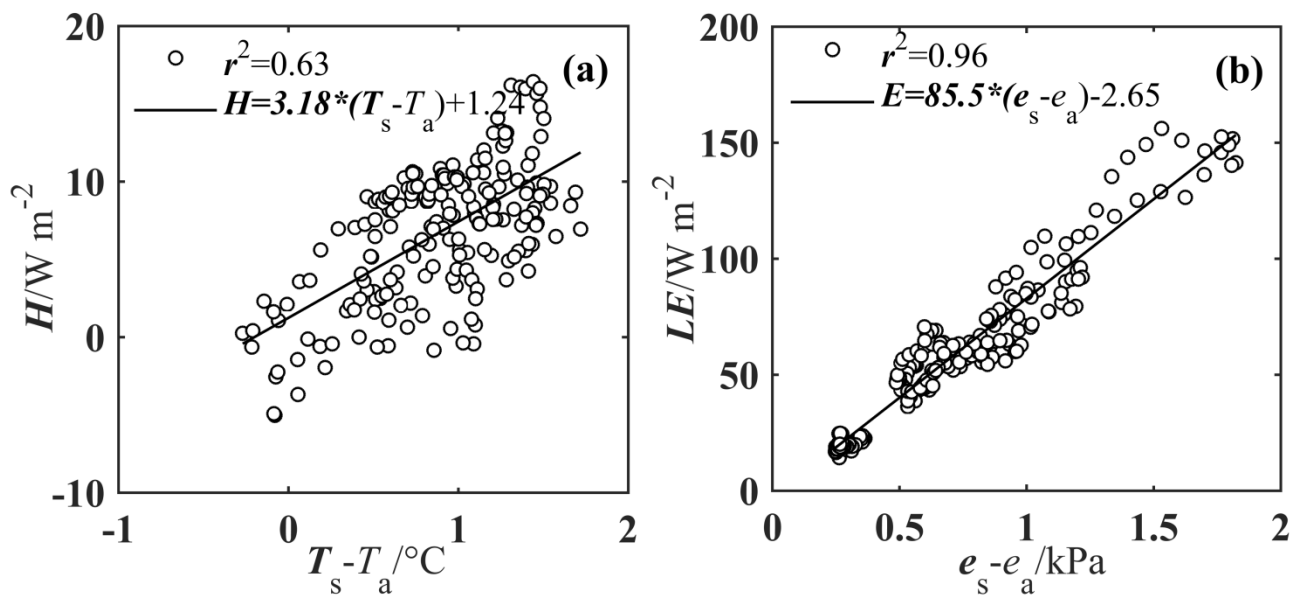 20
10
0
-10
-1
0
1
2
H/W m-2
Ts-Ta/°C
r2=0.63
H=3.18*(Ts-Ta)+1.24
(a)
200
150
100
50
0
0
0.5
1
1.5
2
LE/W m-2
es-ea/kPa
r2=0.96
E=85.5*(es-ea)-2.65
(b)